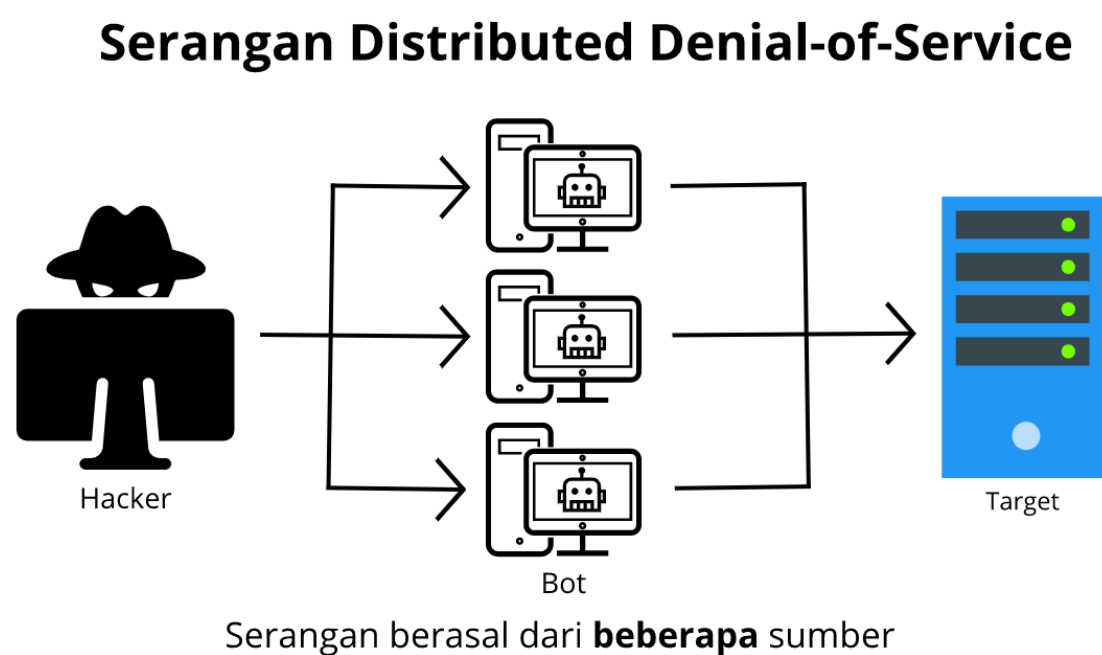 Serangan Distributed Denial-of-Service
Hacker
Bot
Target
Serangan berasal dari beberapa sumber